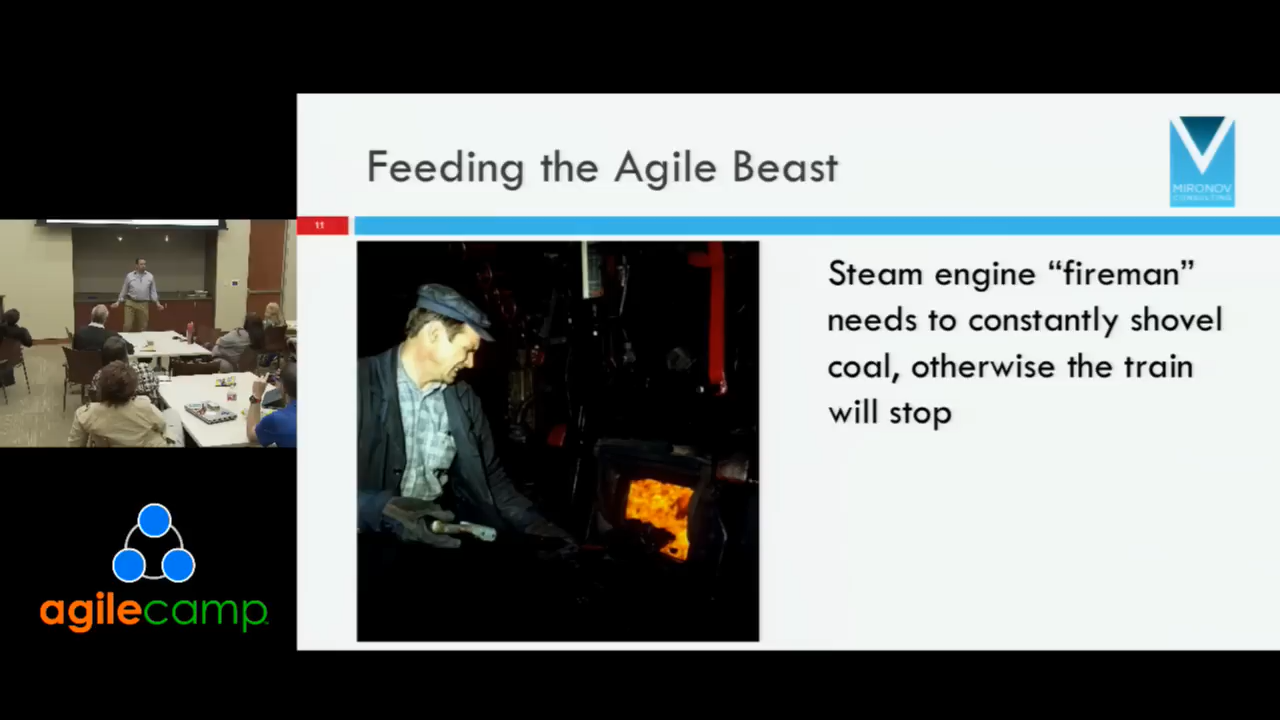 Feeding the Agile Beast
MIRONOV
CONSULTING
11
Steam engine “fireman”
needs to constantly shovel
coal, otherwise the train
will stop
agilecamp